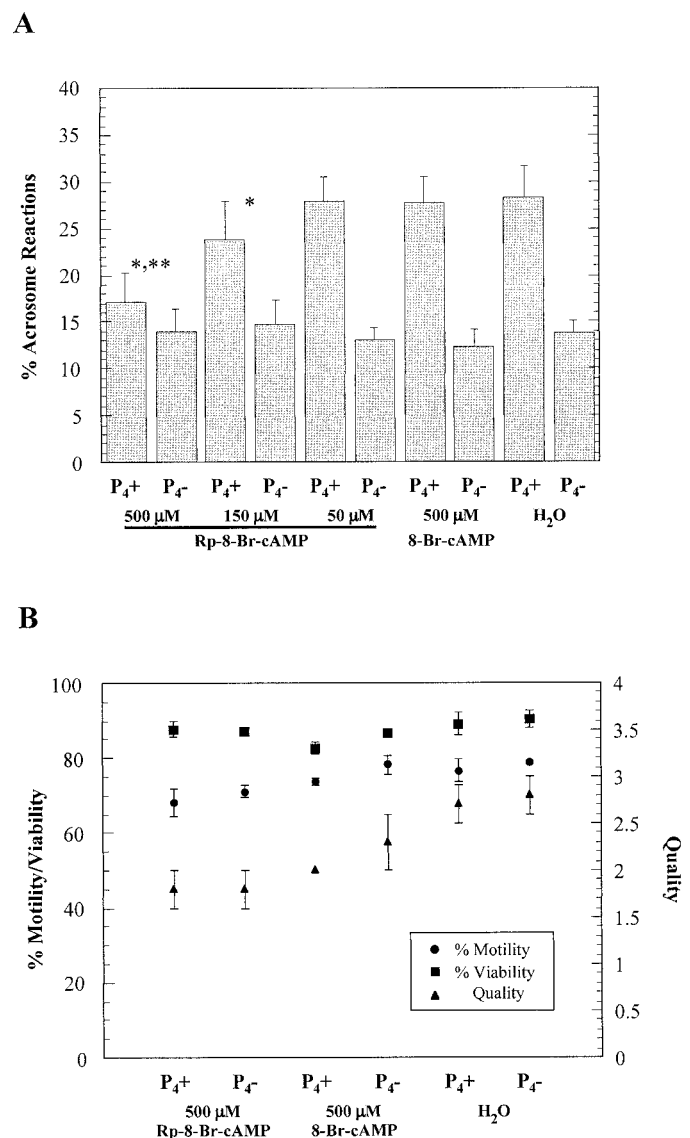 A
% Acrosome Reactions
40
35
30
25
20
15
10
5
0
*,**
*
P₄+ P₄- P₄+ P₄- P₄+ P₄- P₄+ P₄- P₄+ P₄-
500 µM 150 µM 50 µM 500 µM H₂O
Rp-8-Br-cAMP 8-Br-cAMP
B
% Motility/Viability
100
80
60
40
20
0
Quality
4
3.5
3
2.5
2
1.5
1
0.5
0
% Motility
% Viability
Quality
P₄+ P₄- P₄+ P₄- P₄+ P₄-
500 µM 500 µM H₂O
Rp-8-Br-cAMP 8-Br-cAMP